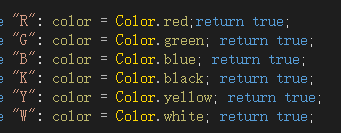 e "R": color = Color.red;return true;
e "G": color = Color.green; return true;
e "B": color = Color.blue; return true;
e "K": color = Color.black; return true;
e "Y": color = Color.yellow; return true;
e "W": color = Color.white; return true;